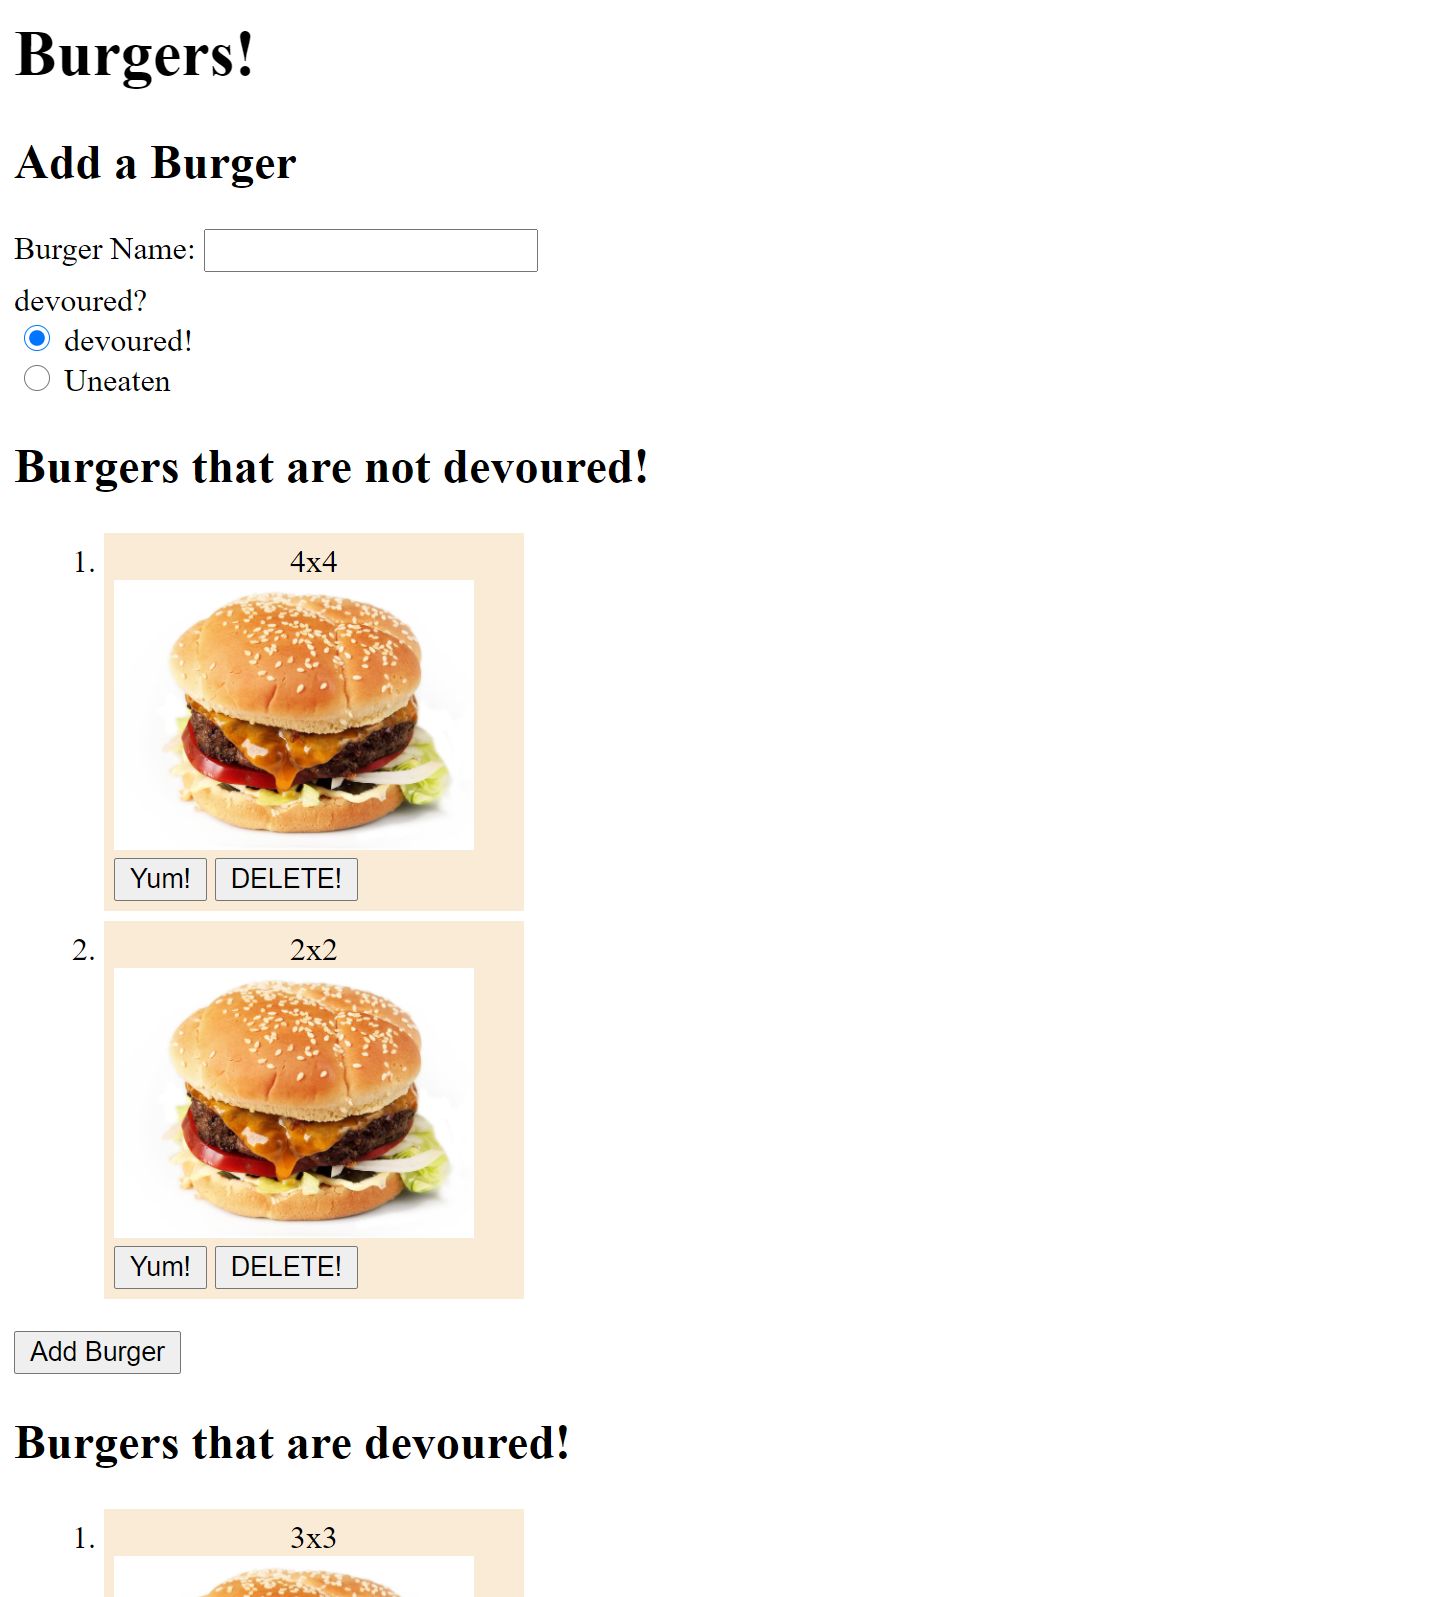 Burgers!
Add a Burger
Burger Name:
devoured?
devoured!
Uneaten
Burgers that are not devoured!
1. 4x4
Yum! DELETE!
2. 2x2
Yum! DELETE!
Add Burger
Burgers that are devoured!
1. 3x3